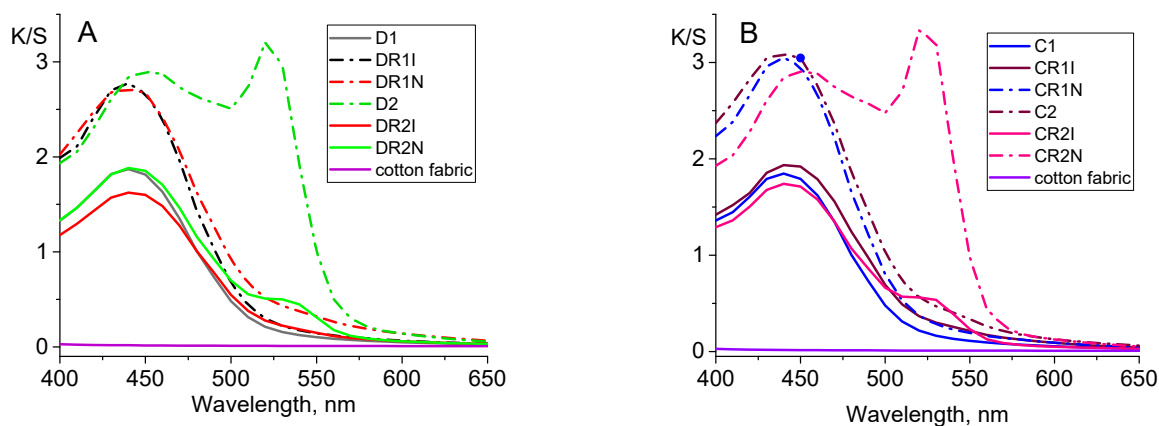 A
K/S
3
2
1
0
400 450 500 550 600 650
Wavelength, nm
D1
DR1I
DR1N
D2
DR2I
DR2N
cotton fabric
B
K/S
3
2
1
0
400 450 500 550 600 650
Wavelength, nm
C1
CR1I
CR1N
C2
CR2I
CR2N
cotton fabric